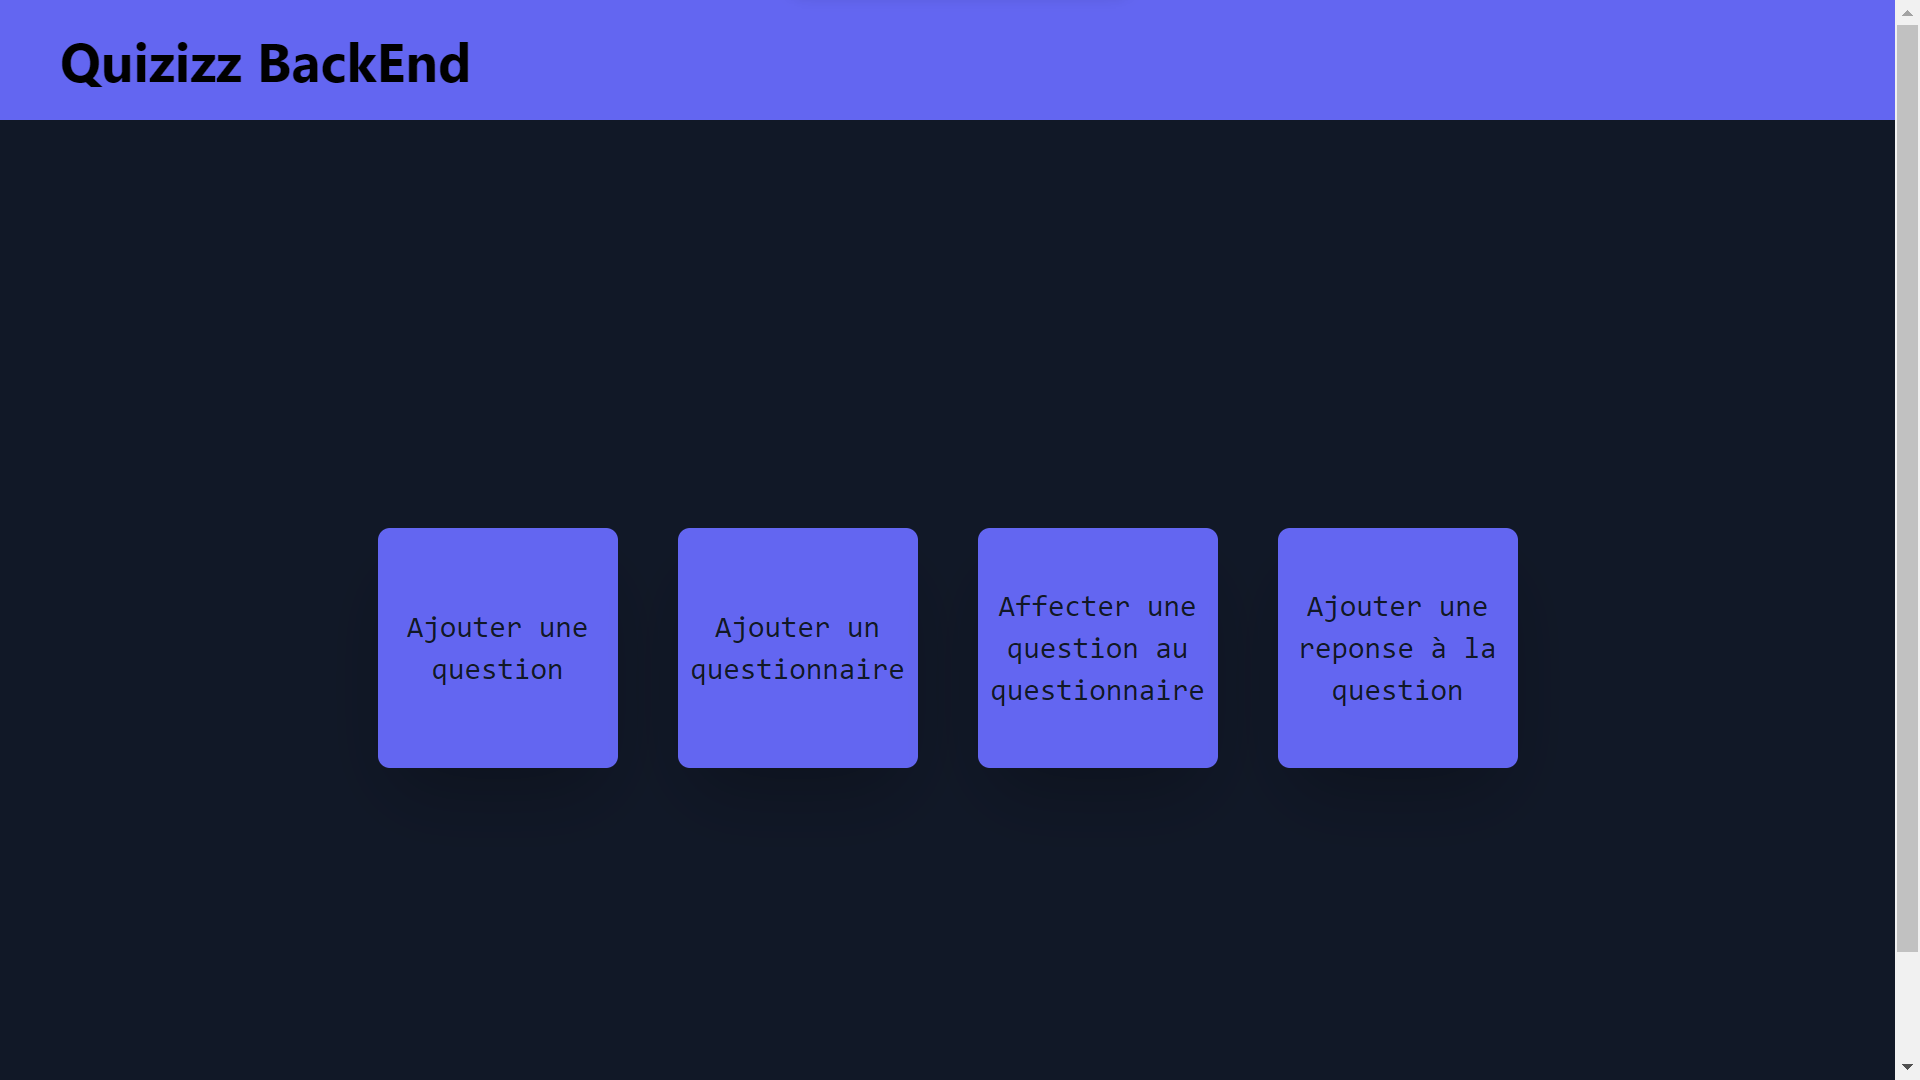 Quizizz BackEnd
Ajouter une
question
Ajouter un
questionnaire
Affecter une
question au
questionnaire
Ajouter une
reponse à la
question